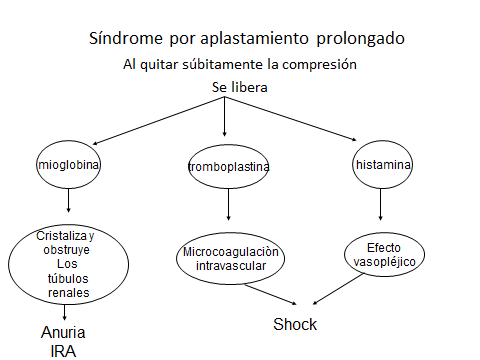 Síndrome por aplastamiento prolongado
Al quitar súbitamente la compresión
Se libera
mioglobina
tromboplastina
histamina
Cristaliza y
obstruye
Los
túbulos
renales
Microcoagulaciòn
intravascular
Efecto
vasopléjico
Anuria
IRA
Shock